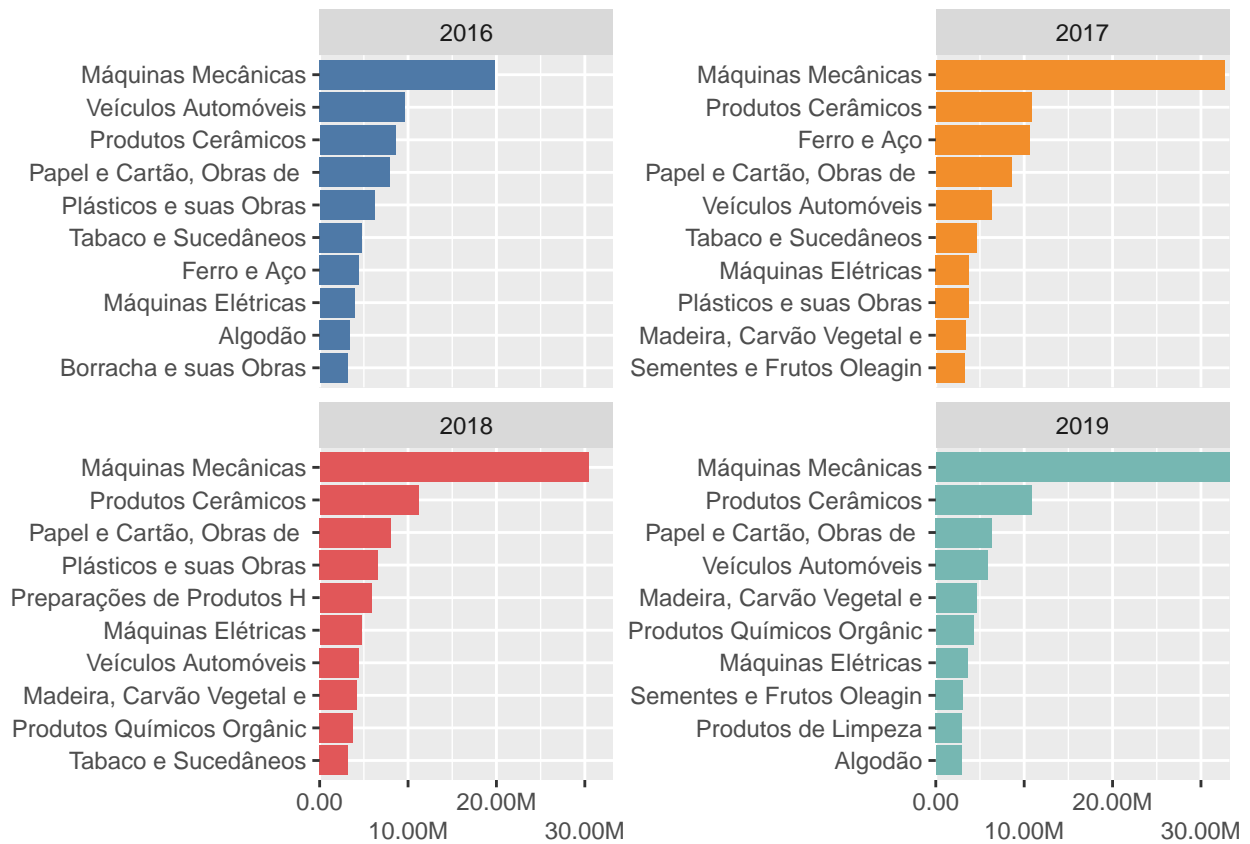 2016
Máquinas Mecânicas
Veículos Automóveis
Produtos Cerâmicos
Papel e Cartão, Obras de
Plásticos e suas Obras
Tabaco e Sucedâneos
Ferro e Aço
Máquinas Elétricas
Algodão
Borracha e suas Obras
2017
Máquinas Mecânicas
Produtos Cerâmicos
Ferro e Aço
Papel e Cartão, Obras de
Veículos Automóveis
Tabaco e Sucedâneos
Máquinas Elétricas
Plásticos e suas Obras
Madeira, Carvão Vegetal e
Sementes e Frutos Oleagin
2018
Máquinas Mecânicas
Produtos Cerâmicos
Papel e Cartão, Obras de
Plásticos e suas Obras
Preparações de Produtos H
Máquinas Elétricas
Veículos Automóveis
Madeira, Carvão Vegetal e
Produtos Químicos Orgânic
Tabaco e Sucedâneos
0.00 20.00M
10.00M 30.00M
2019
Máquinas Mecânicas
Produtos Cerâmicos
Papel e Cartão, Obras de
Veículos Automóveis
Madeira, Carvão Vegetal e
Produtos Químicos Orgânic
Máquinas Elétricas
Sementes e Frutos Oleagin
Produtos de Limpeza
Algodão
0.00 20.00M
10.00M 30.00M